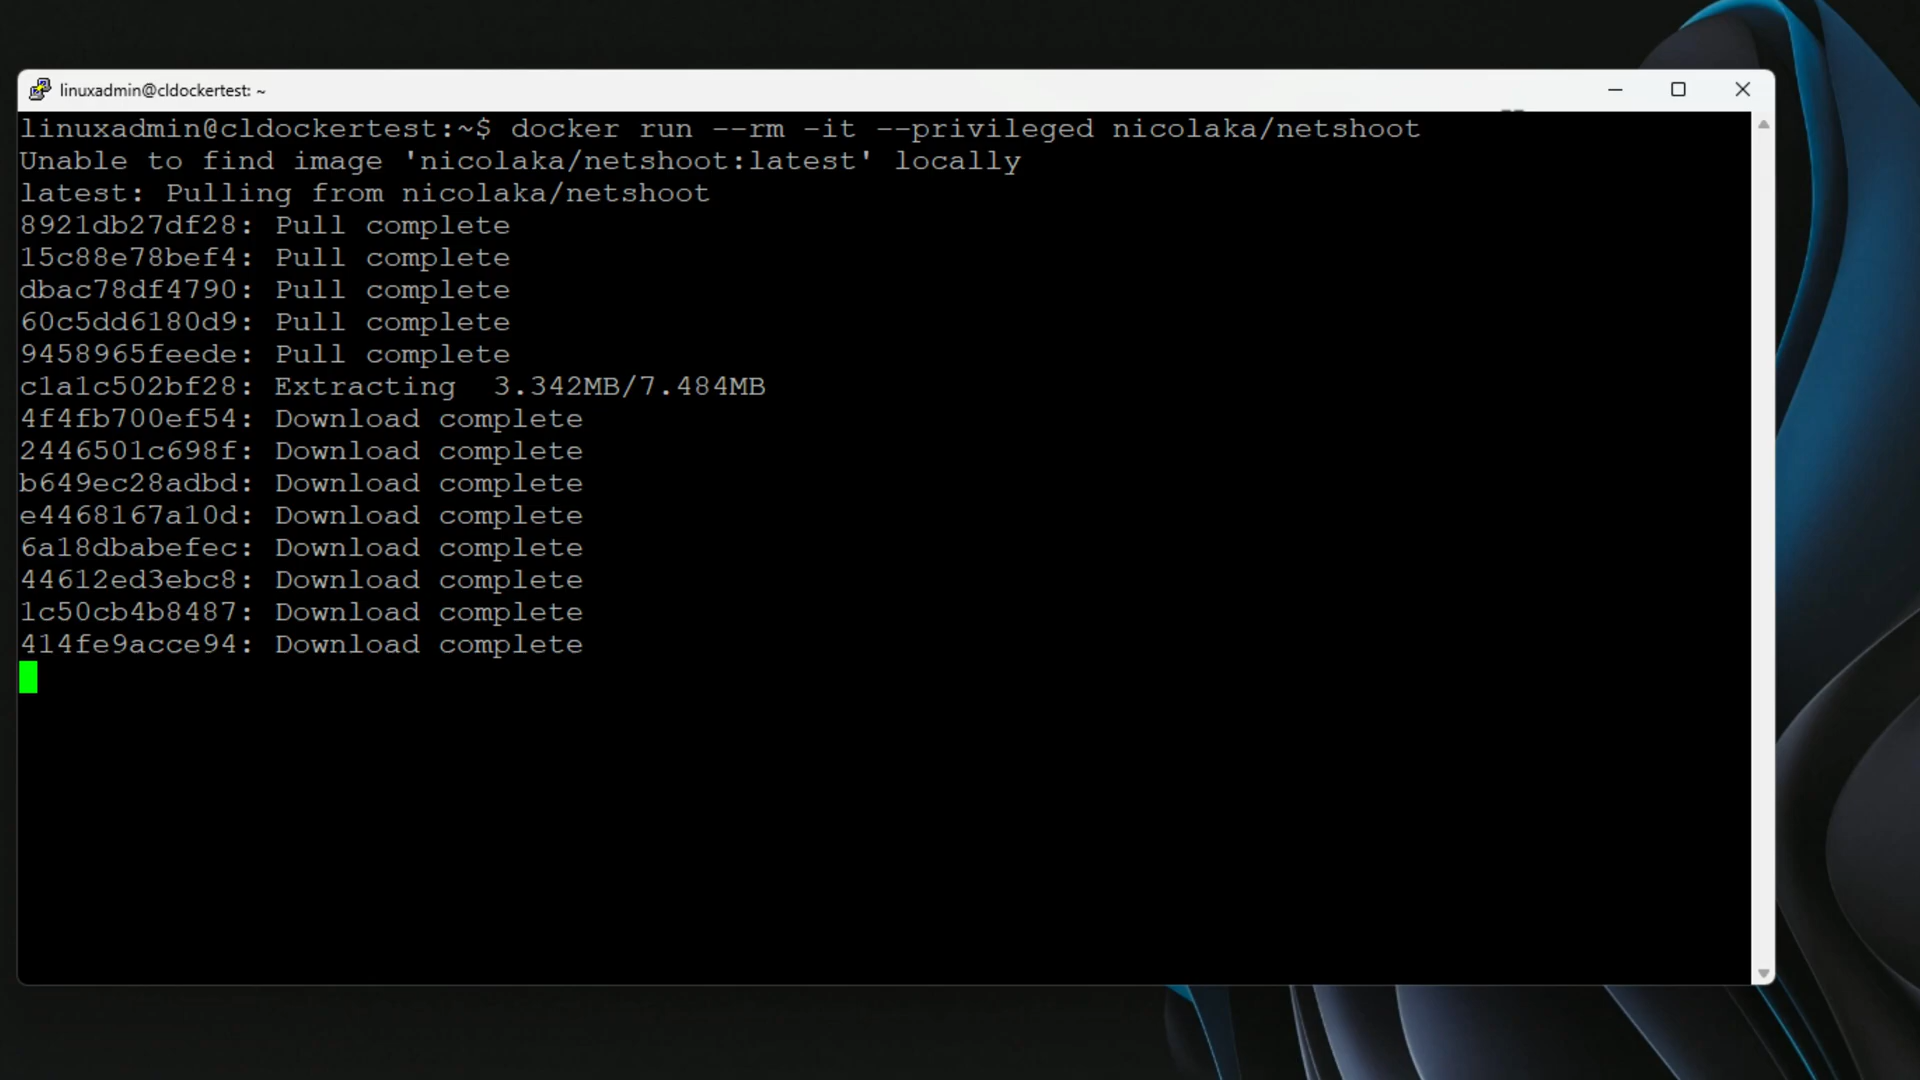 linuxadmin@cldockertest: ~
linuxadmin@cldockertest:~$ docker run --rm -it --privileged nicolaka/netshoot
Unable to find image 'nicolaka/netshoot:latest' locally
latest: Pulling from nicolaka/netshoot
8921db27df28: Pull complete
15c88e78bef4: Pull complete
dbac78df4790: Pull complete
60c5dd6180d9: Pull complete
9458965feede: Pull complete
c1a1c502bf28: Extracting  3.342MB/7.484MB
4f4fb700ef54: Download complete
2446501c698f: Download complete
b649ec28adbd: Download complete
e4468167a10d: Download complete
6a18dbabefec: Download complete
44612ed3ebc8: Download complete
1c50cb4b8487: Download complete
414fe9acce94: Download complete